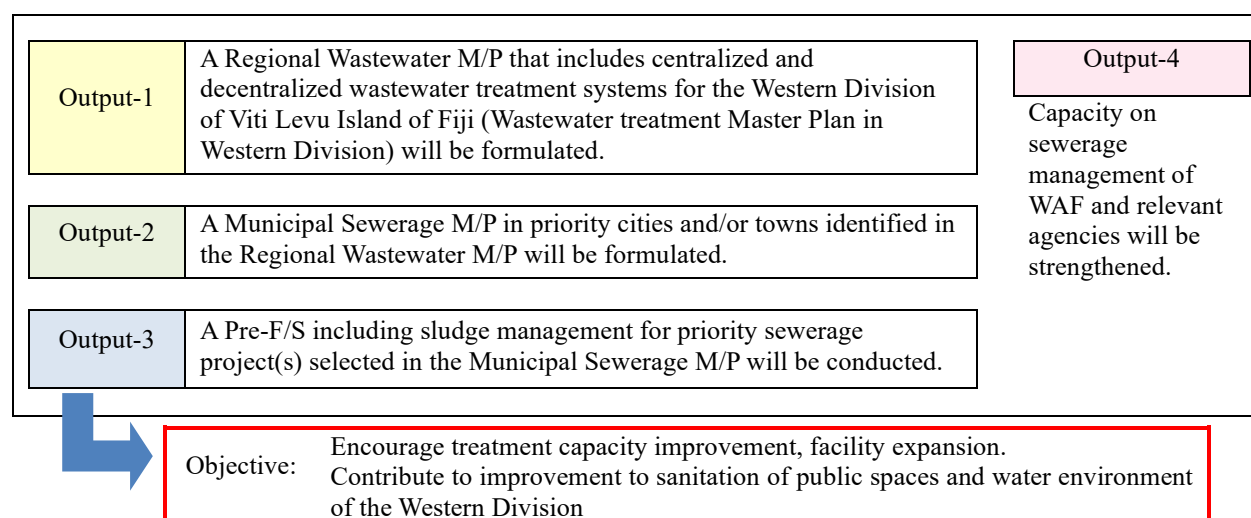 Output-1
A Regional Wastewater M/P that includes centralized and
decentralized wastewater treatment systems for the Western Division
of Viti Levu Island of Fiji (Wastewater treatment Master Plan in
Western Division) will be formulated.
Output-2
A Municipal Sewerage M/P in priority cities and/or towns identified in
the Regional Wastewater M/P will be formulated.
Output-3
A Pre-F/S including sludge management for priority sewerage
project(s) selected in the Municipal Sewerage M/P will be conducted.
Output-4
Capacity on
sewerage
management of
WAF and relevant
agencies will be
strengthened.
Objective:
Encourage treatment capacity improvement, facility expansion.
Contribute to improvement to sanitation of public spaces and water environment
of the Western Division